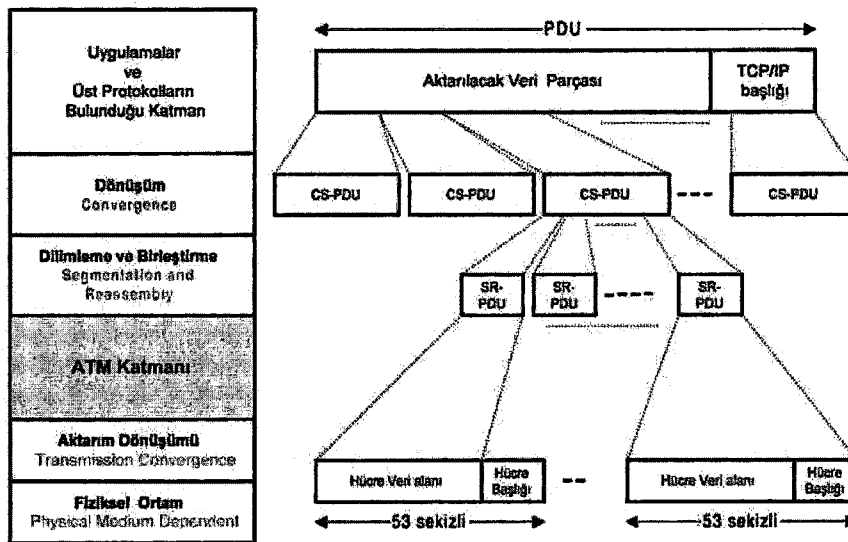 Uygulamalar
ve
Üst Protokolların
Bulunduğu Katman
Dönüşüm
Convergence
Dilimleme ve Birleştirme
Segmentation and
Reassembly
ATM Katmanı
Aktarım Dönüşümü
Transmission Convergence
Fiziksel Ortam
Physical Medium Dependent
PDU
Aktarılacak Veri Parçası
TCP/IP
başlığı
CS-PDU
CS-PDU
CS-PDU
CS-PDU
SR-
PDU
SR-
PDU
SR-
PDU
Hücre Veri alanı
Hücre
Başlığı
Hücre Veri alanı
Hücre
Başlığı
53 sekizli
53 sekizli